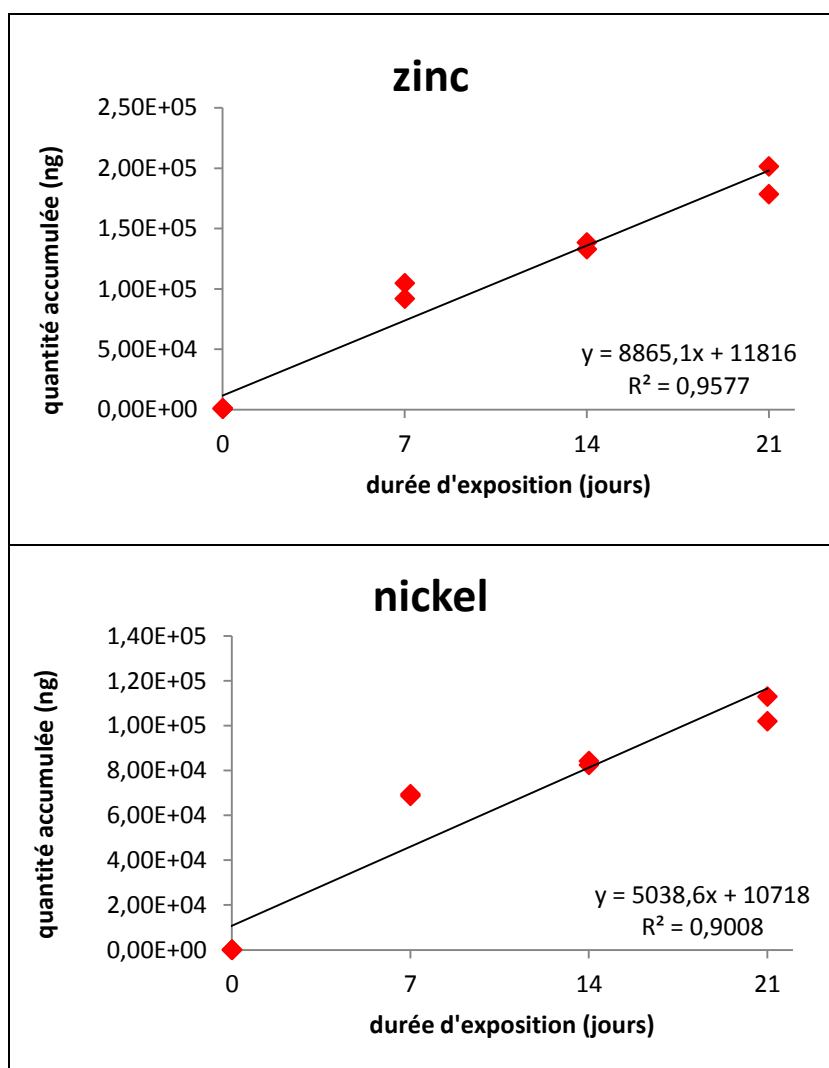 zinc
2,50E+05
2,00E+05
1,50E+05
1,00E+05
5,00E+04
0,00E+00
quantité accumulée (ng)
y = 8865,1x + 11816
R² = 0,9577
0 7 14 21
durée d'exposition (jours)
nickel
1,40E+05
1,20E+05
1,00E+05
8,00E+04
6,00E+04
4,00E+04
2,00E+04
0,00E+00
quantité accumulée (ng)
y = 5038,6x + 10718
R² = 0,9008
0 7 14 21
durée d'exposition (jours)